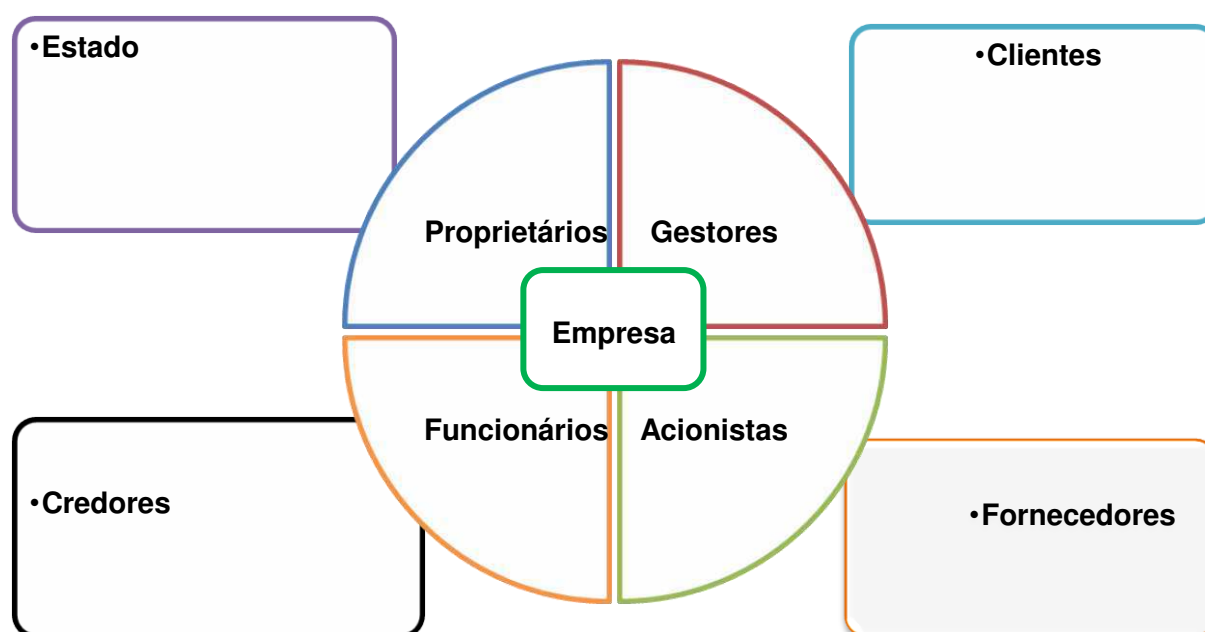 •Estado
•Clientes
Proprietários
Gestores
Empresa
Funcionários
Acionistas
•Credores
•Fornecedores